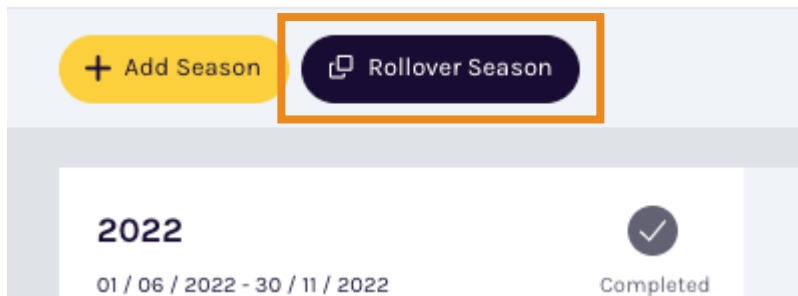 Add Season
Rollover Season
2022
01 / 06 / 2022 - 30 / 11 / 2022
Completed